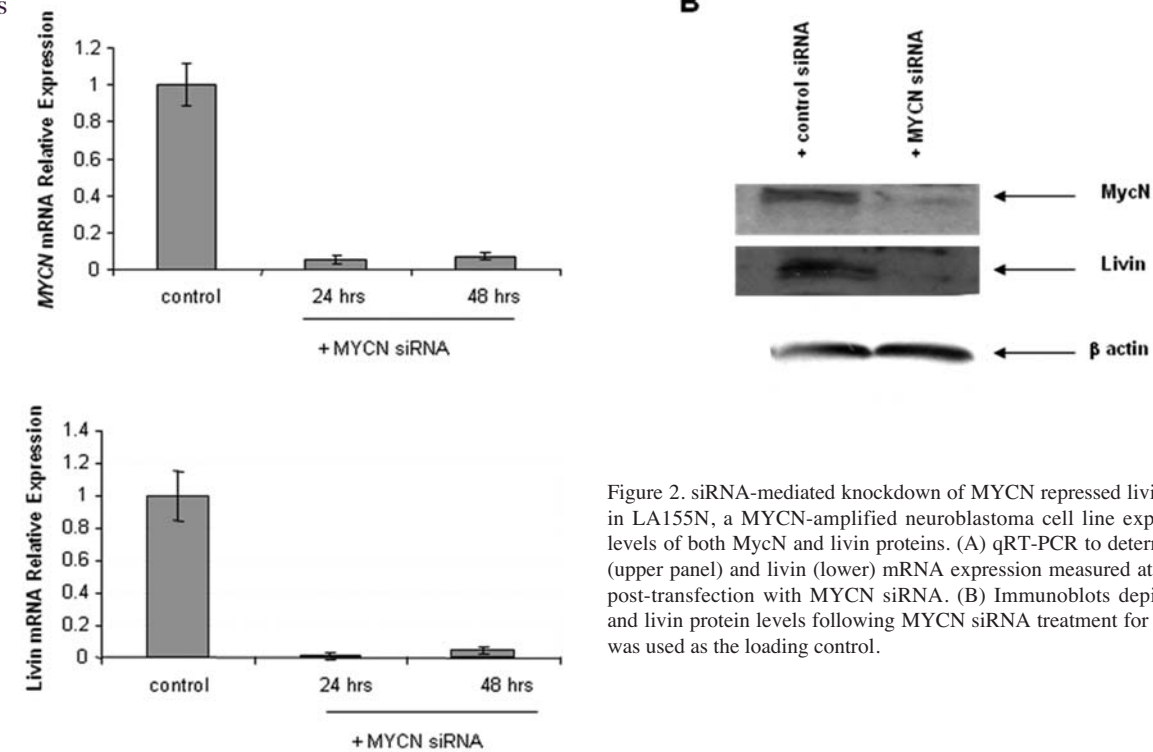 s
MYCN mRNA Relative Expression
1.2
1
0.8
0.6
0.4
0.2
0
control 24 hrs 48 hrs
+ MYCN siRNA
Livin mRNA Relative Expression
1.4
1.2
1
0.8
0.6
0.4
0.2
0
control 24 hrs 48 hrs
+ MYCN siRNA
B
+ control siRNA
+ MYCN siRNA
MycN
Livin
β actin
Figure 2. siRNA-mediated knockdown of MYCN repressed livi
in LA155N, a MYCN-amplified neuroblastoma cell line exp
levels of both MycN and livin proteins. (A) qRT-PCR to deter
(upper panel) and livin (lower) mRNA expression measured at
post-transfection with MYCN siRNA. (B) Immunoblots depi
and livin protein levels following MYCN siRNA treatment for
was used as the loading control.